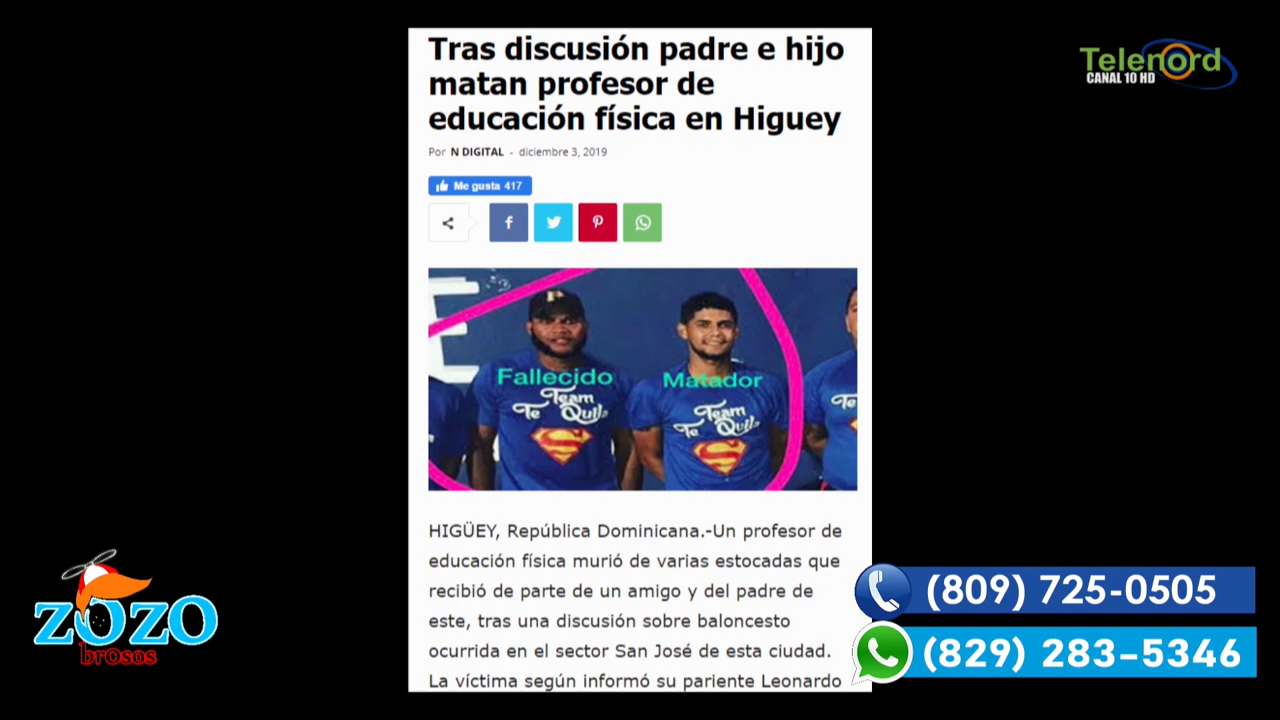 Tras discusión padre e hijo
matan profesor de
educación física en Higuey
Por N DIGITAL - diciembre 3, 2019
Me gusta 417
Fallecido
Matador
Team
Te Quila
Team
Te Quila
Te
HIGÜEY, República Dominicana.-Un profesor de
educación física murió de varias estocadas que
recibió de parte de un amigo y del padre de
este, tras una discusión sobre baloncesto
ocurrida en el sector San José de esta ciudad.
La víctima según informó su pariente Leonardo
Telenord
CANAL 10 HD
zozo
brosos
(809) 725-0505
(829) 283-5346